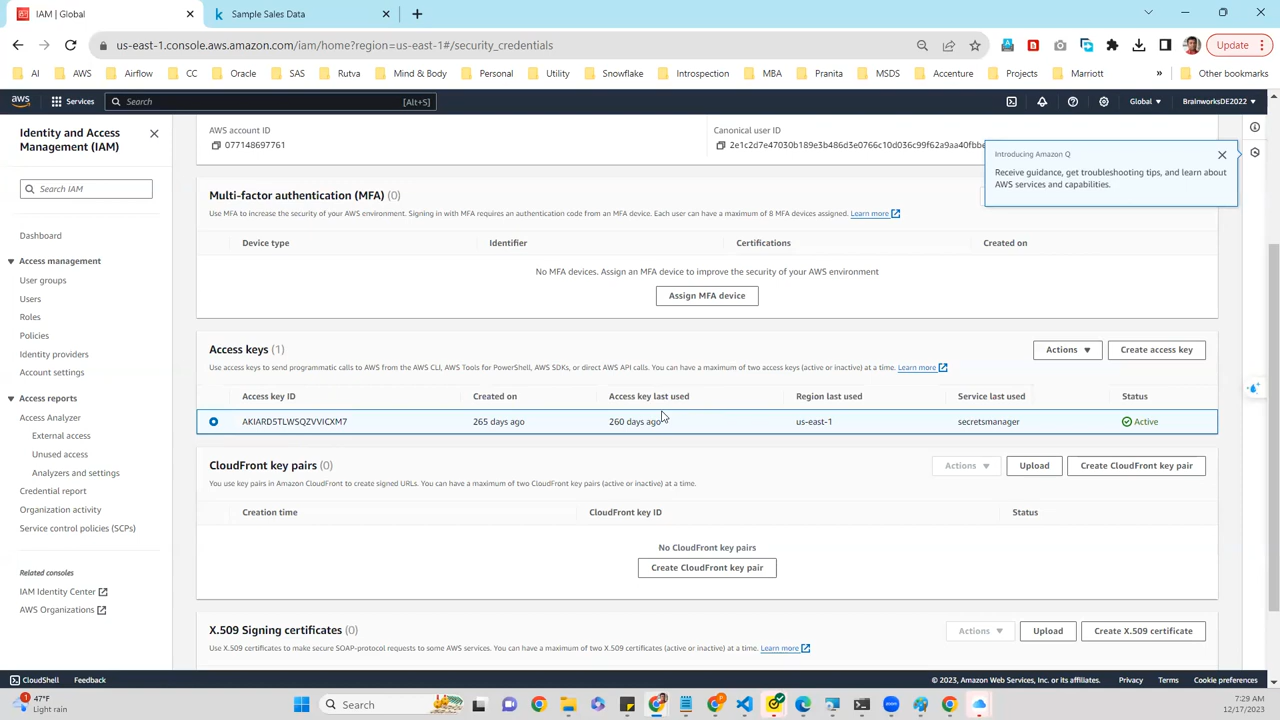 IAM | Global
Sample Sales Data
us-east-1.console.aws.amazon.com/iam/home?region=us-east-1#/security_credentials
Update
AI
AWS
Airflow
CC
Oracle
SAS
Rutva
Mind & Body
Personal
Utility
Snowflake
Introspection
MBA
Pranita
MSDS
Accenture
Projects
Marriott
»
Other bookmarks
aws
Services
Search
[Alt+S]
Global
BrainworksDE2022
Identity and Access
Management (IAM)
Search IAM
Dashboard
Access management
User groups
Users
Roles
Policies
Identity providers
Account settings
Access reports
Access Analyzer
External access
Unused access
Analyzers and settings
Credential report
Organization activity
Service control policies (SCPs)
Related consoles
IAM Identity Center
AWS Organizations
AWS account ID
077148697761
Canonical user ID
Introducing Amazon Q
Receive guidance, get troubleshooting tips, and learn about
AWS services and capabilities.
Multi-factor authentication (MFA) (0)
Use MFA to increase the security of your AWS environment. Signing in with MFA requires an authentication code from an MFA device. Each user can have a maximum of 8 MFA devices assigned. Learn more
Device type
Identifier
Certifications
Created on
No MFA devices. Assign an MFA device to improve the security of your AWS environment
Assign MFA device
Access keys (1)
Actions
Create access key
Use access keys to send programmatic calls to AWS from the AWS CLI, AWS Tools for PowerShell, AWS SDKs, or direct AWS API calls. You can have a maximum of two access keys (active or inactive) at a time. Learn more
Access key ID
Created on
Access key last used
Region last used
Service last used
Status
AKIARD5TLWSQZVVICXM7
265 days ago
260 days ago
us-east-1
secretsmanager
Active
CloudFront key pairs (0)
Actions
Upload
Create CloudFront key pair
You use key pairs in Amazon CloudFront to create signed URLs. You can have a maximum of two CloudFront key pairs (active or inactive) at a time.
Creation time
CloudFront key ID
Status
No CloudFront key pairs
Create CloudFront key pair
X.509 Signing certificates (0)
Actions
Upload
Create X.509 certificate
Use X.509 certificates to make secure SOAP-protocol requests to some AWS services. You can have a maximum of two X.509 certificates (active or inactive) at a time. Learn more
CloudShell
Feedback
© 2023, Amazon Web Services, Inc. or its affiliates.
Privacy
Terms
Cookie preferences
1
47°F
Light rain
Search
7:29 AM
12/17/2023